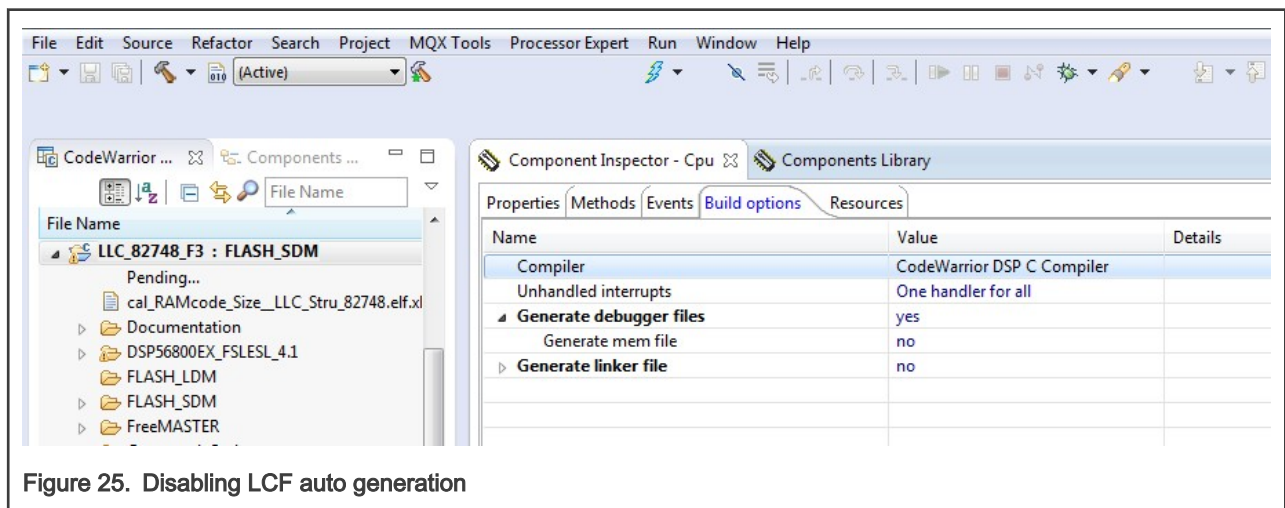 File Edit Source Refactor Search Project MQX Tools Processor Expert Run Window Help
(Active)
CodeWarrior ... Components ...
File Name
File Name
LLC_82748_F3 : FLASH_SDM
Pending...
cal_RAMcode_Size__LLC_Stru_82748.elf.xl
Documentation
DSP56800EX_FSLESL_4.1
FLASH_LDM
FLASH_SDM
FreeMASTER
Component Inspector - Cpu Components Library
Properties Methods Events Build options Resources
Name Value Details
Compiler CodeWarrior DSP C Compiler
Unhandled interrupts One handler for all
Generate debugger files yes
Generate mem file no
Generate linker file no
Figure 25. Disabling LCF auto generation